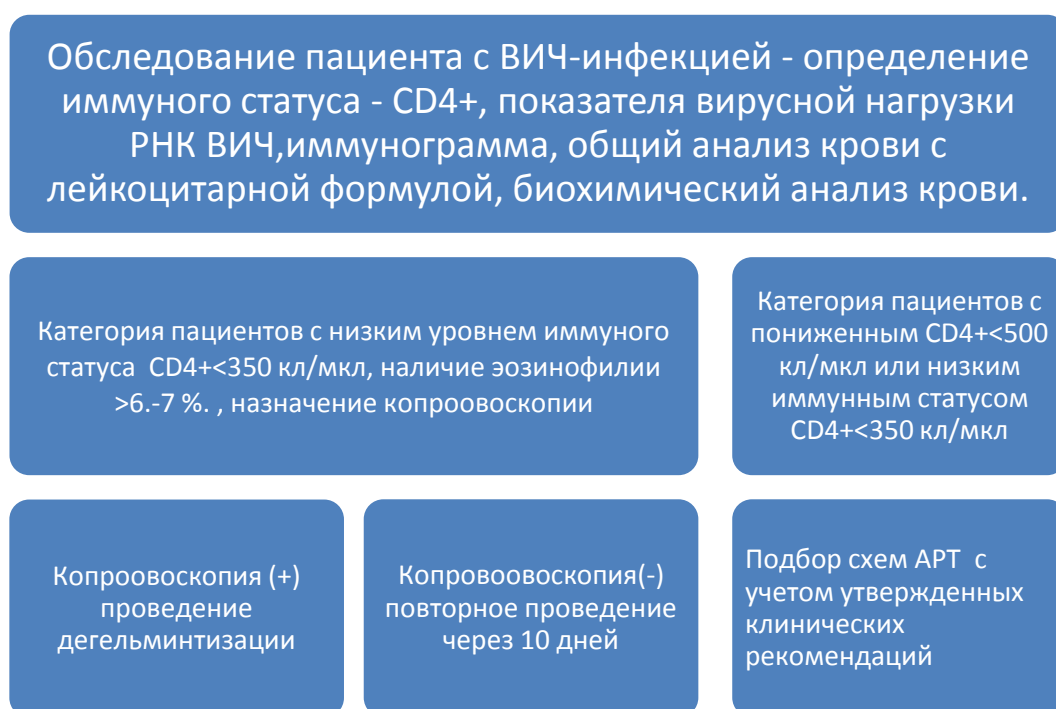 Обследование пациента с ВИЧ-инфекцией - определение
иммуного статуса - CD4+, показателя вирусной нагрузки
РНК ВИЧ,иммунограмма, общий анализ крови с
лейкоцитарной формулой, биохимический анализ крови.
Категория пациентов с низким уровнем иммуного
статуса CD4+<350 кл/мкл, наличие эозинофилии
>6.-7 %. , назначение копроовоскопии
Категория пациентов с
пониженным CD4+<500
кл/мкл или низким
иммунным статусом
CD4+<350 кл/мкл
Копроовоскопия (+)
проведение
дегельминтизации
Копровоовоскопия(-)
повторное проведение
через 10 дней
Подбор схем АРТ с
учетом утвержденных
клинических
рекомендаций